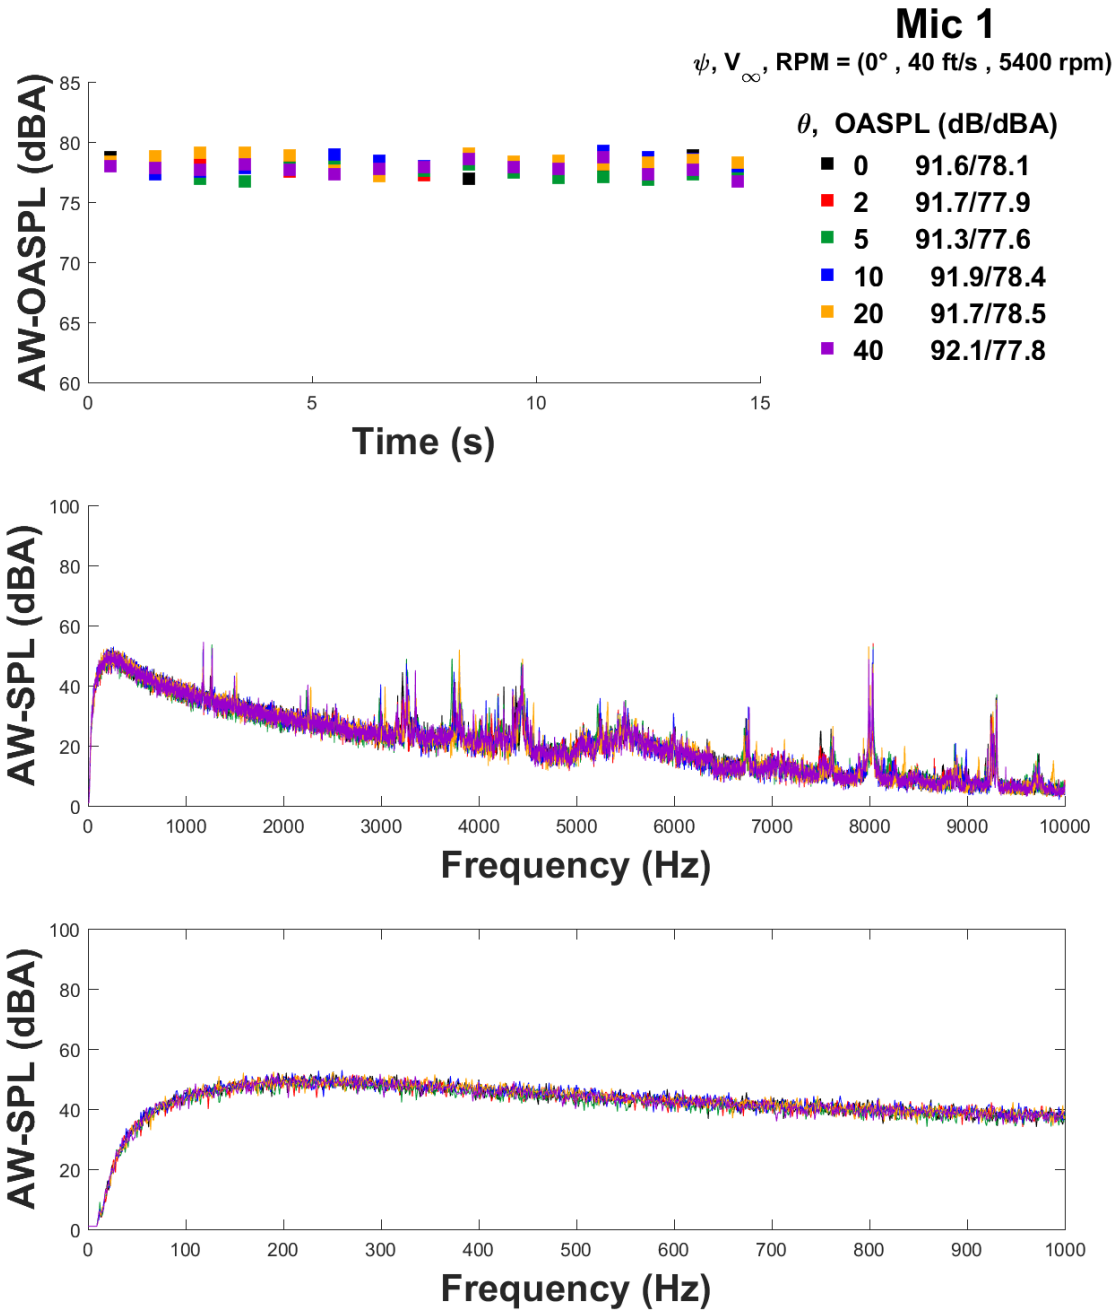 Mic 1
ψ, V∞, RPM = (0° , 40 ft/s , 5400 rpm)
θ, OASPL (dB/dBA)
0 91.6/78.1
2 91.7/77.9
5 91.3/77.6
10 91.9/78.4
20 91.7/78.5
40 92.1/77.8
AW-OASPL (dBA)
85
80
75
70
65
60
0 5 10 15
Time (s)
AW-SPL (dBA)
100
80
60
40
20
0
0 1000 2000 3000 4000 5000 6000 7000 8000 9000 10000
Frequency (Hz)
AW-SPL (dBA)
100
80
60
40
20
0
0 100 200 300 400 500 600 700 800 900 1000
Frequency (Hz)